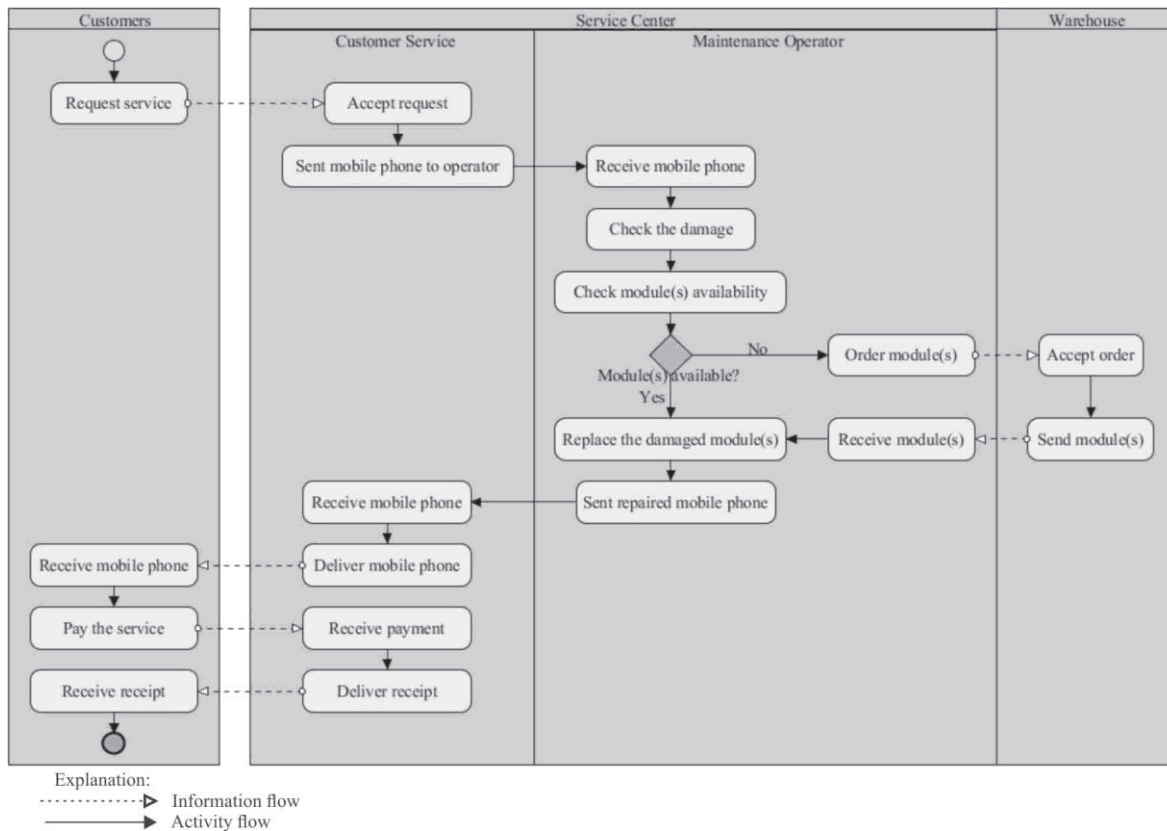 Customers
Service Center
Warehouse
Customer Service
Maintenance Operator
Request service
Accept request
Sent mobile phone to operator
Receive mobile phone
Check the damage
Check module(s) availability
No
Order module(s)
Accept order
Module(s) available?
Yes
Replace the damaged module(s)
Receive module(s)
Send module(s)
Receive mobile phone
Sent repaired mobile phone
Receive mobile phone
Deliver mobile phone
Pay the service
Receive payment
Receive receipt
Deliver receipt
Explanation:
Information flow
Activity flow